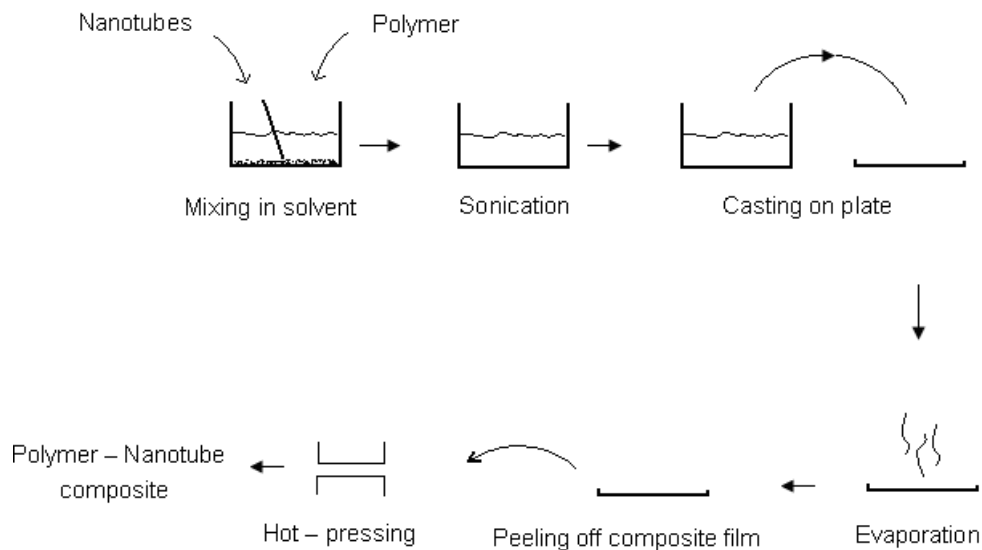 Nanotubes
Polymer
Mixing in solvent
Sonication
Casting on plate
Polymer – Nanotube
composite
Hot – pressing
Peeling off composite film
Evaporation